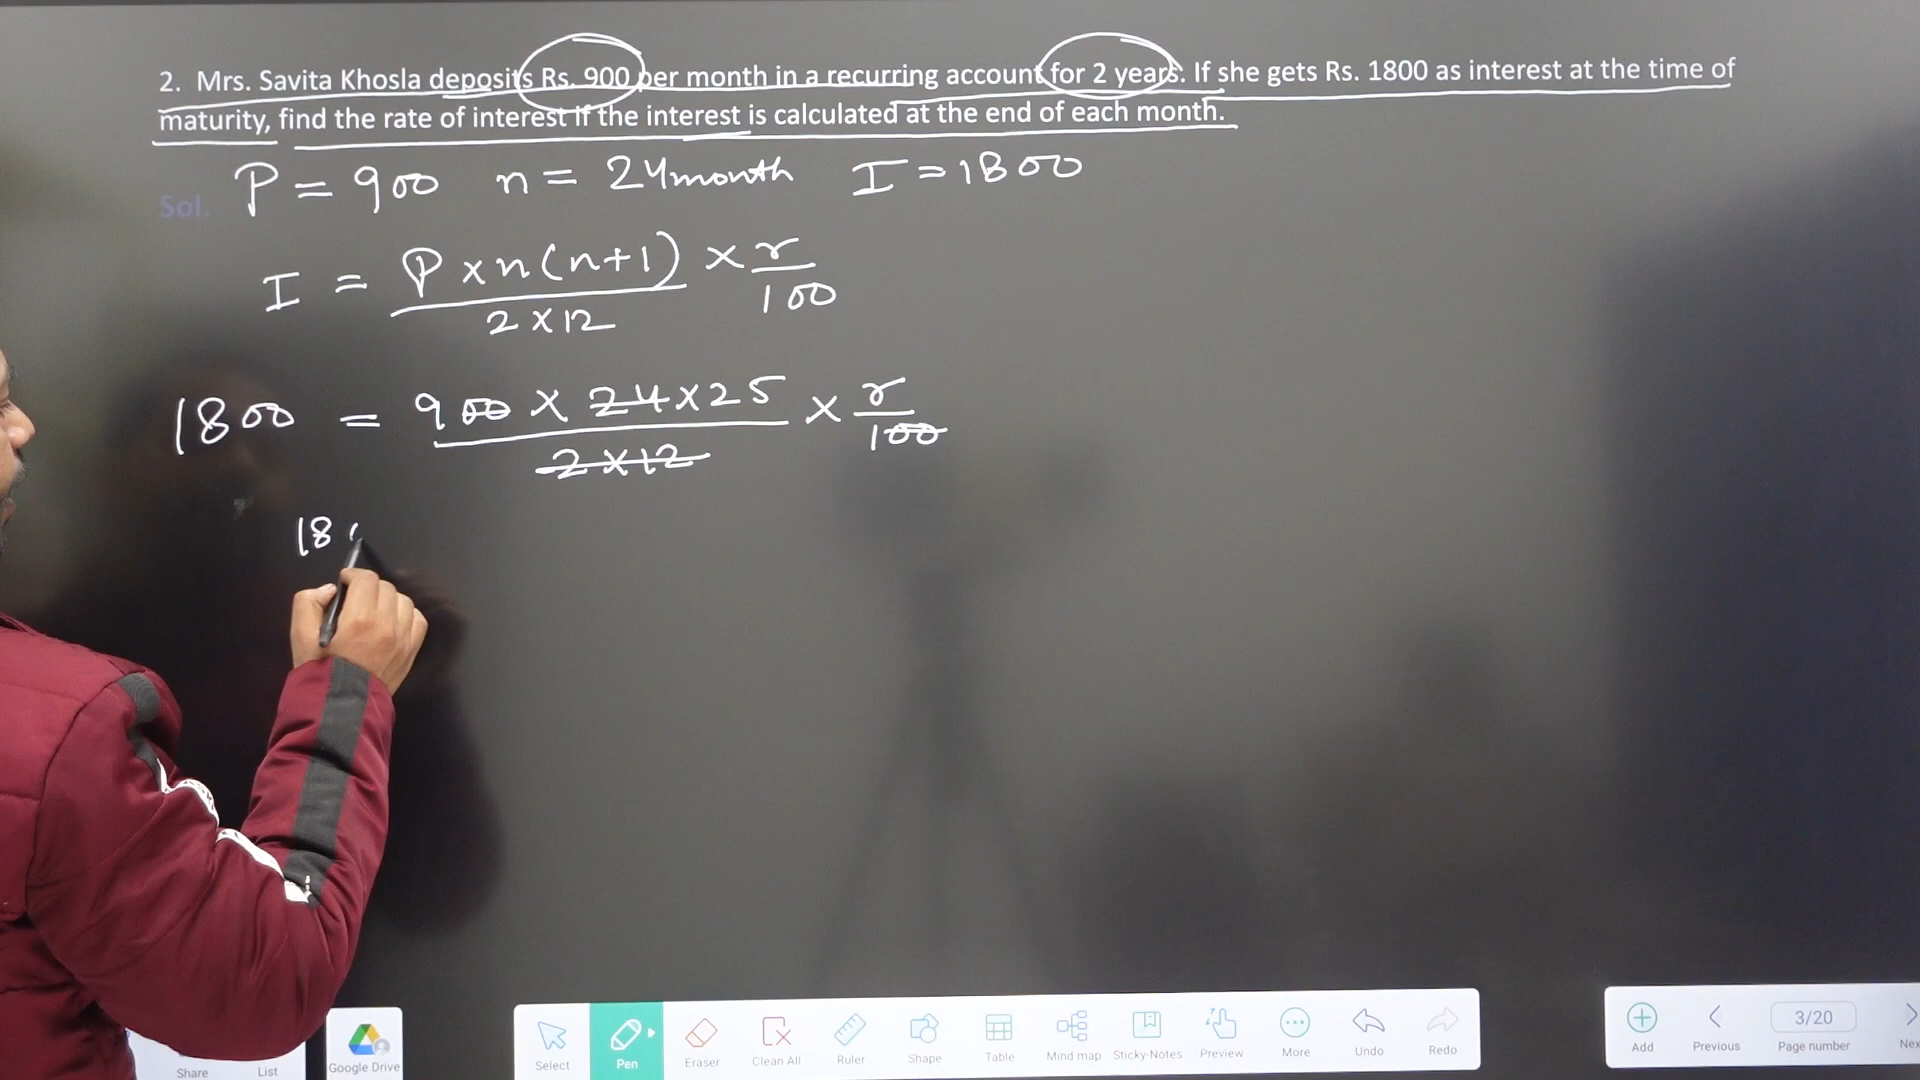 2. Mrs. Savita Khosla deposits Rs. 900 per month in a recurring account for 2 years. If she gets Rs. 1800 as interest at the time of
maturity, find the rate of interest if the interest is calculated at the end of each month.
Sol. P = 900 n = 24month I = 1800
I = P x n (n+1) / 2 x 12 x r / 100
1800 = 900 x 24 x 25 / 2 x 12 x r / 100
18
Share List Google Drive Select Pen Eraser Clean All Ruler Shape Table Mind map Sticky-Notes Preview More Undo Redo Add Previous 3/20 Page number